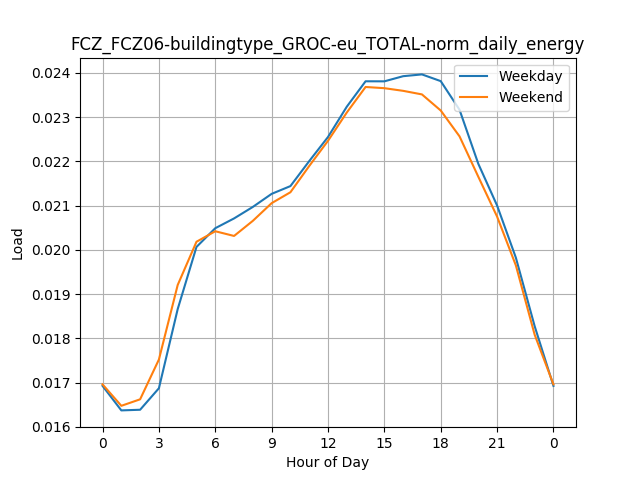 FCZ_FCZ06-buildingtype_GROC-eu_TOTAL-norm_daily_energy
Weekday
Weekend
0.024
0.023
0.022
0.021
0.020
0.019
0.018
0.017
0.016
Load
0 3 6 9 12 15 18 21 0
Hour of Day